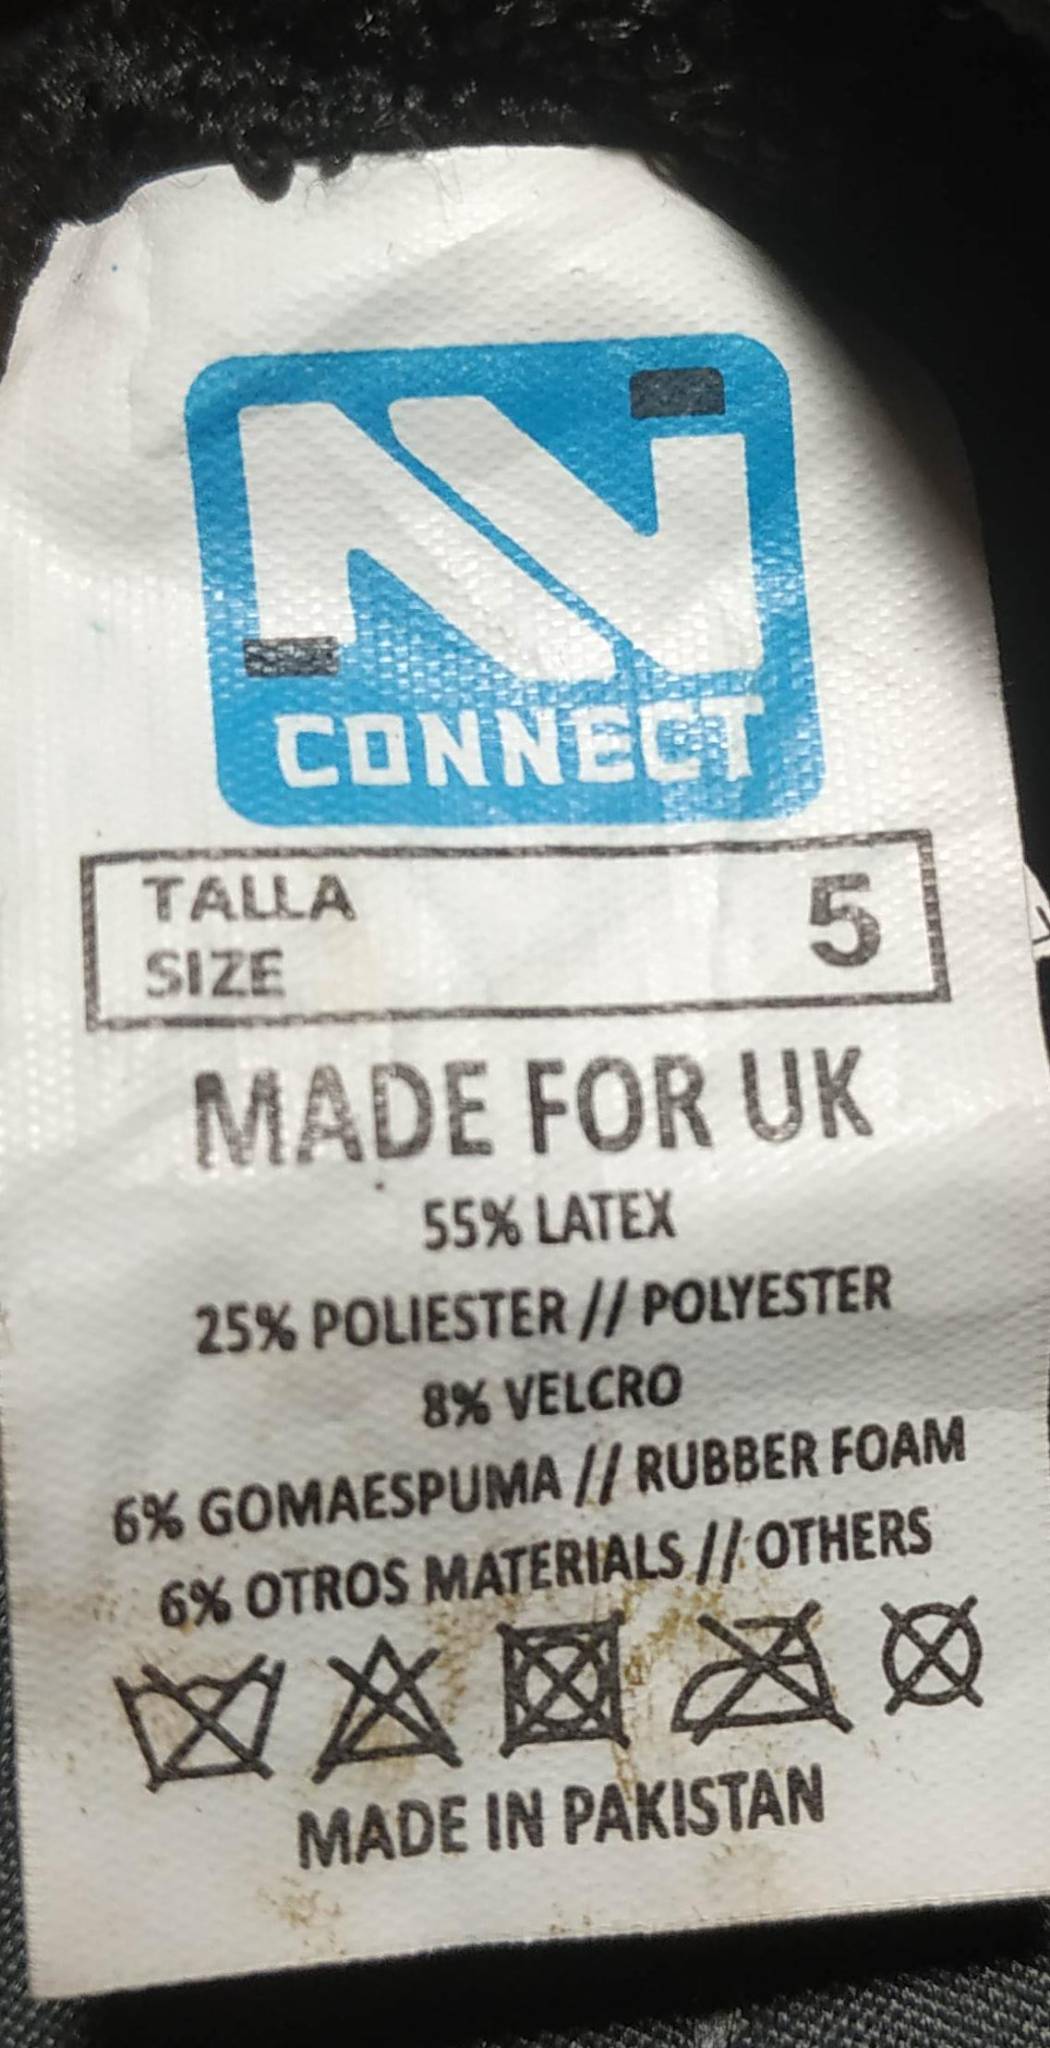 CONNECT
TALLA
SIZE
5
MADE FOR UK
55% LATEX
25% POLIESTER // POLYESTER
8% VELCRO
6% GOMAESPUMA // RUBBER FOAM
6% OTROS MATERIALS // OTHERS
MADE IN PAKISTAN